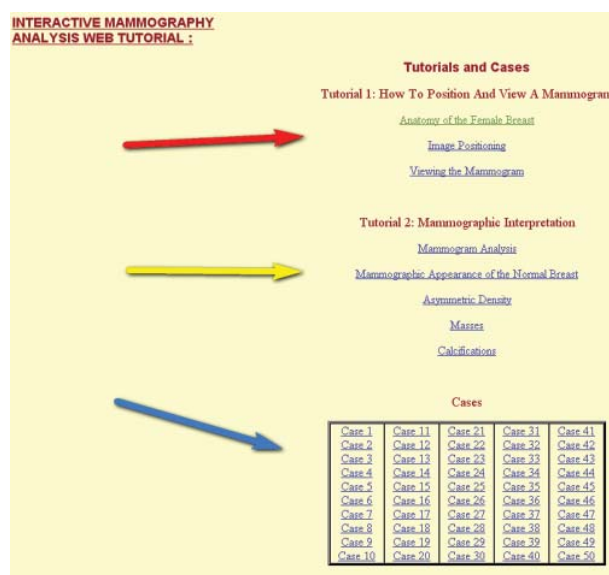 INTERACTIVE MAMMOGRAPHY
ANALYSIS WEB TUTORIAL :
Tutorials and Cases
Tutorial 1: How To Position And View A Mammogram
Anatomy of the Female Breast
Image Positioning
Viewing the Mammogram
Tutorial 2: Mammographic Interpretation
Mammogram Analysis
Mammographic Appearance of the Normal Breast
Asymmetric Density
Masses
Calcifications
Cases
Case 1 Case 11 Case 21 Case 31 Case 41
Case 2 Case 12 Case 22 Case 32 Case 42
Case 3 Case 13 Case 23 Case 33 Case 43
Case 4 Case 14 Case 24 Case 34 Case 44
Case 5 Case 15 Case 25 Case 35 Case 45
Case 6 Case 16 Case 26 Case 36 Case 46
Case 7 Case 17 Case 27 Case 37 Case 47
Case 8 Case 18 Case 28 Case 38 Case 48
Case 9 Case 19 Case 29 Case 39 Case 49
Case 10 Case 20 Case 30 Case 40 Case 50